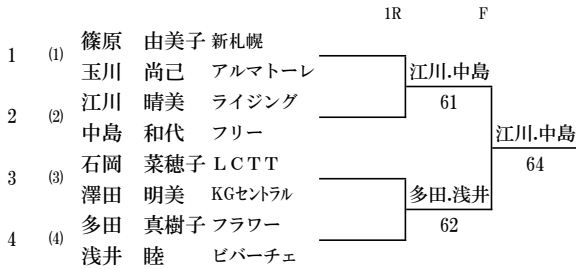 1R F
篠原 由美子 新札幌
1 (1)
玉川 尚己 アルマトーレ
江川.中島
江川 晴美 ライジング
61
2 (2)
中島 和代 フリー
江川.中島
石岡 菜穂子 LCTT
64
3 (3)
澤田 明美 KGセントラル
多田.浅井
多田 真樹子 フラワー
62
4 (4)
浅井 睦 ビバーチェ